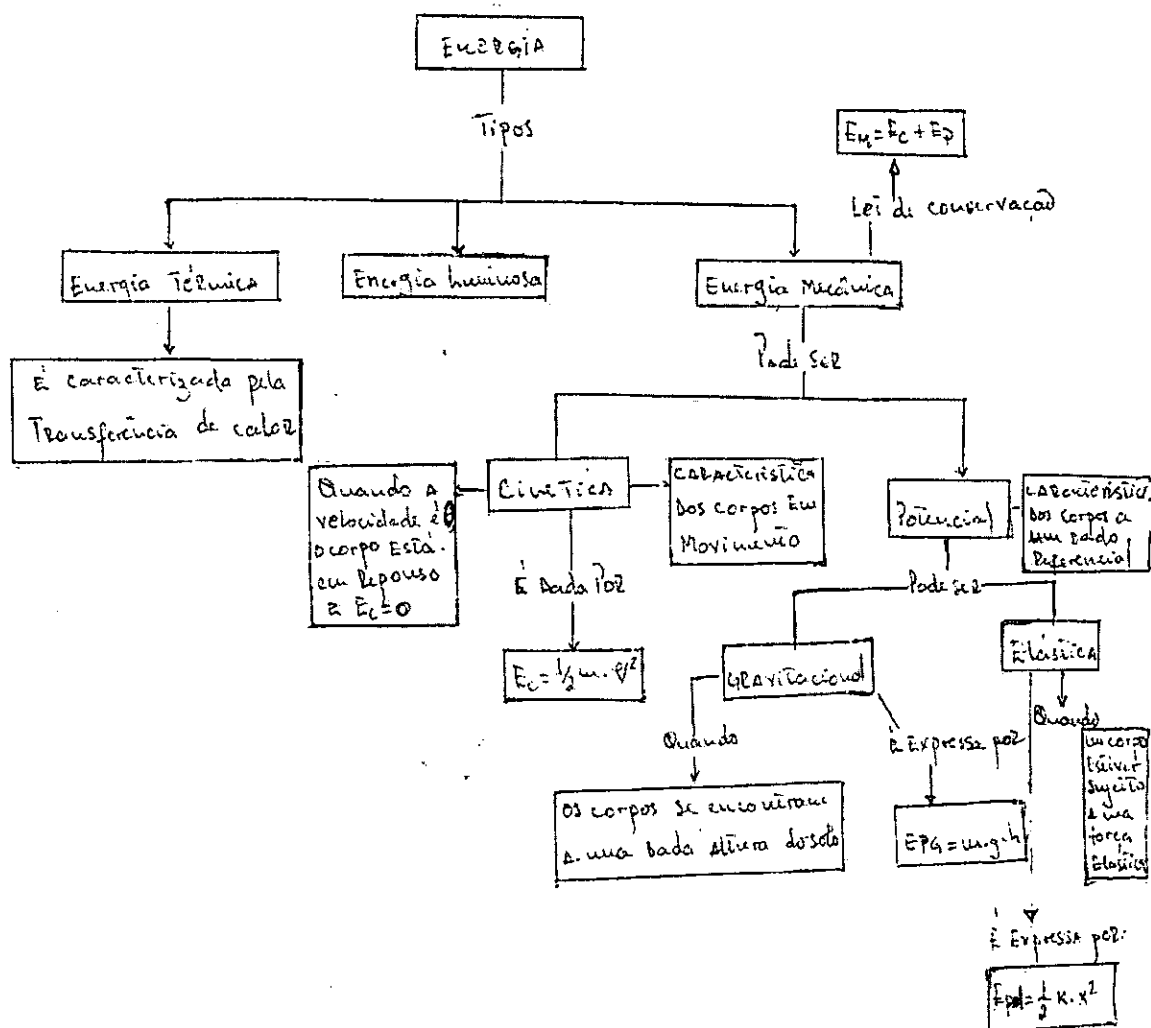 ENERGIA
Tipos
EM = EC + EP
Lei de conservação
Energia Térmica
Energia Luminosa
Energia Mecânica
Pode ser
É caracterizada pela
Transferência de calor
Quando a
velocidade é 0
o corpo está
em Repouso
e Ec = 0
Cinética
Característica
dos corpos em
Movimento
Potencial
Característica
dos corpos a
um dado
Referencial
É dada por
Pode ser
Ec = 1/2 m · v²
Gravitacional
Elástica
Quando
É Expressa por
Quando
Os corpos se encontram
a uma dada altura do solo
EPG = m.g.h
um corpo
estiver
sujeito
a uma
força
Elástica
É Expressa por:
Epel = 1/2 K · x²